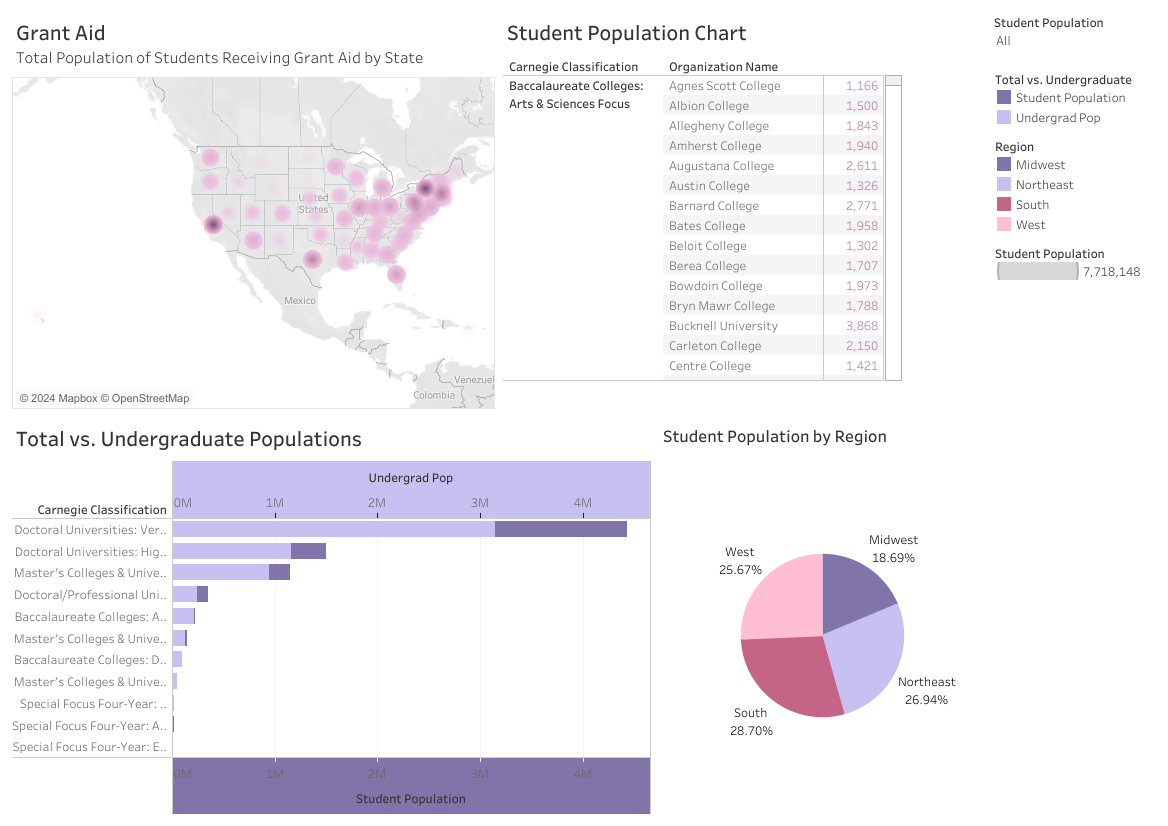 Grant Aid
Total Population of Students Receiving Grant Aid by State
United
States
Mexico
Venezuel
Colombia
© 2024 Mapbox © OpenStreetMap
Student Population Chart
Carnegie Classification Organization Name
Baccalaureate Colleges:
Arts & Sciences Focus
Agnes Scott College 1,166
Albion College 1,500
Allegheny College 1,843
Amherst College 1,940
Augustana College 2,611
Austin College 1,326
Barnard College 2,771
Bates College 1,958
Beloit College 1,302
Berea College 1,707
Bowdoin College 1,973
Bryn Mawr College 1,788
Bucknell University 3,868
Carleton College 2,150
Centre College 1,421
Student Population
All
Total vs. Undergraduate
Student Population
Undergrad Pop
Region
Midwest
Northeast
South
West
Student Population
7,718,148
Total vs. Undergraduate Populations
Undergrad Pop
0M 1M 2M 3M 4M
Carnegie Classification
Doctoral Universities: Ver..
Doctoral Universities: Hig..
Master's Colleges & Unive..
Doctoral/Professional Uni..
Baccalaureate Colleges: A..
Master's Colleges & Unive..
Baccalaureate Colleges: D..
Master's Colleges & Unive..
Special Focus Four-Year: ..
Special Focus Four-Year: A..
Special Focus Four-Year: E..
0M 1M 2M 3M 4M
Student Population
Student Population by Region
Midwest
18.69%
West
25.67%
Northeast
26.94%
South
28.70%